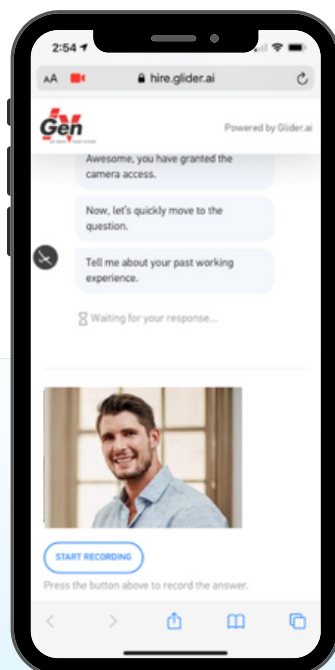 2:54
AA hire.glider.ai
Gen Powered by Glider.ai
Awesome, you have granted the
camera access.
Now, let's quickly move to the
question.
Tell me about your past working
experience.
Waiting for your response...
START RECORDING
Press the button above to record the answer.